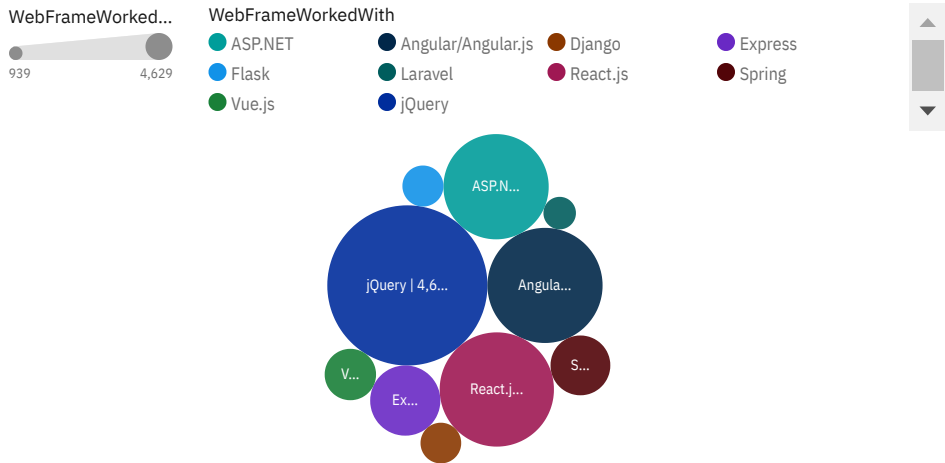 WebFrameWorked...
939 4,629
WebFrameWorkedWith
ASP.NET Angular/Angular.js Django Express
Flask Laravel React.js Spring
Vue.js jQuery
ASP.N...
jQuery | 4,6...
Angula...
S...
V...
Ex...
React.j...